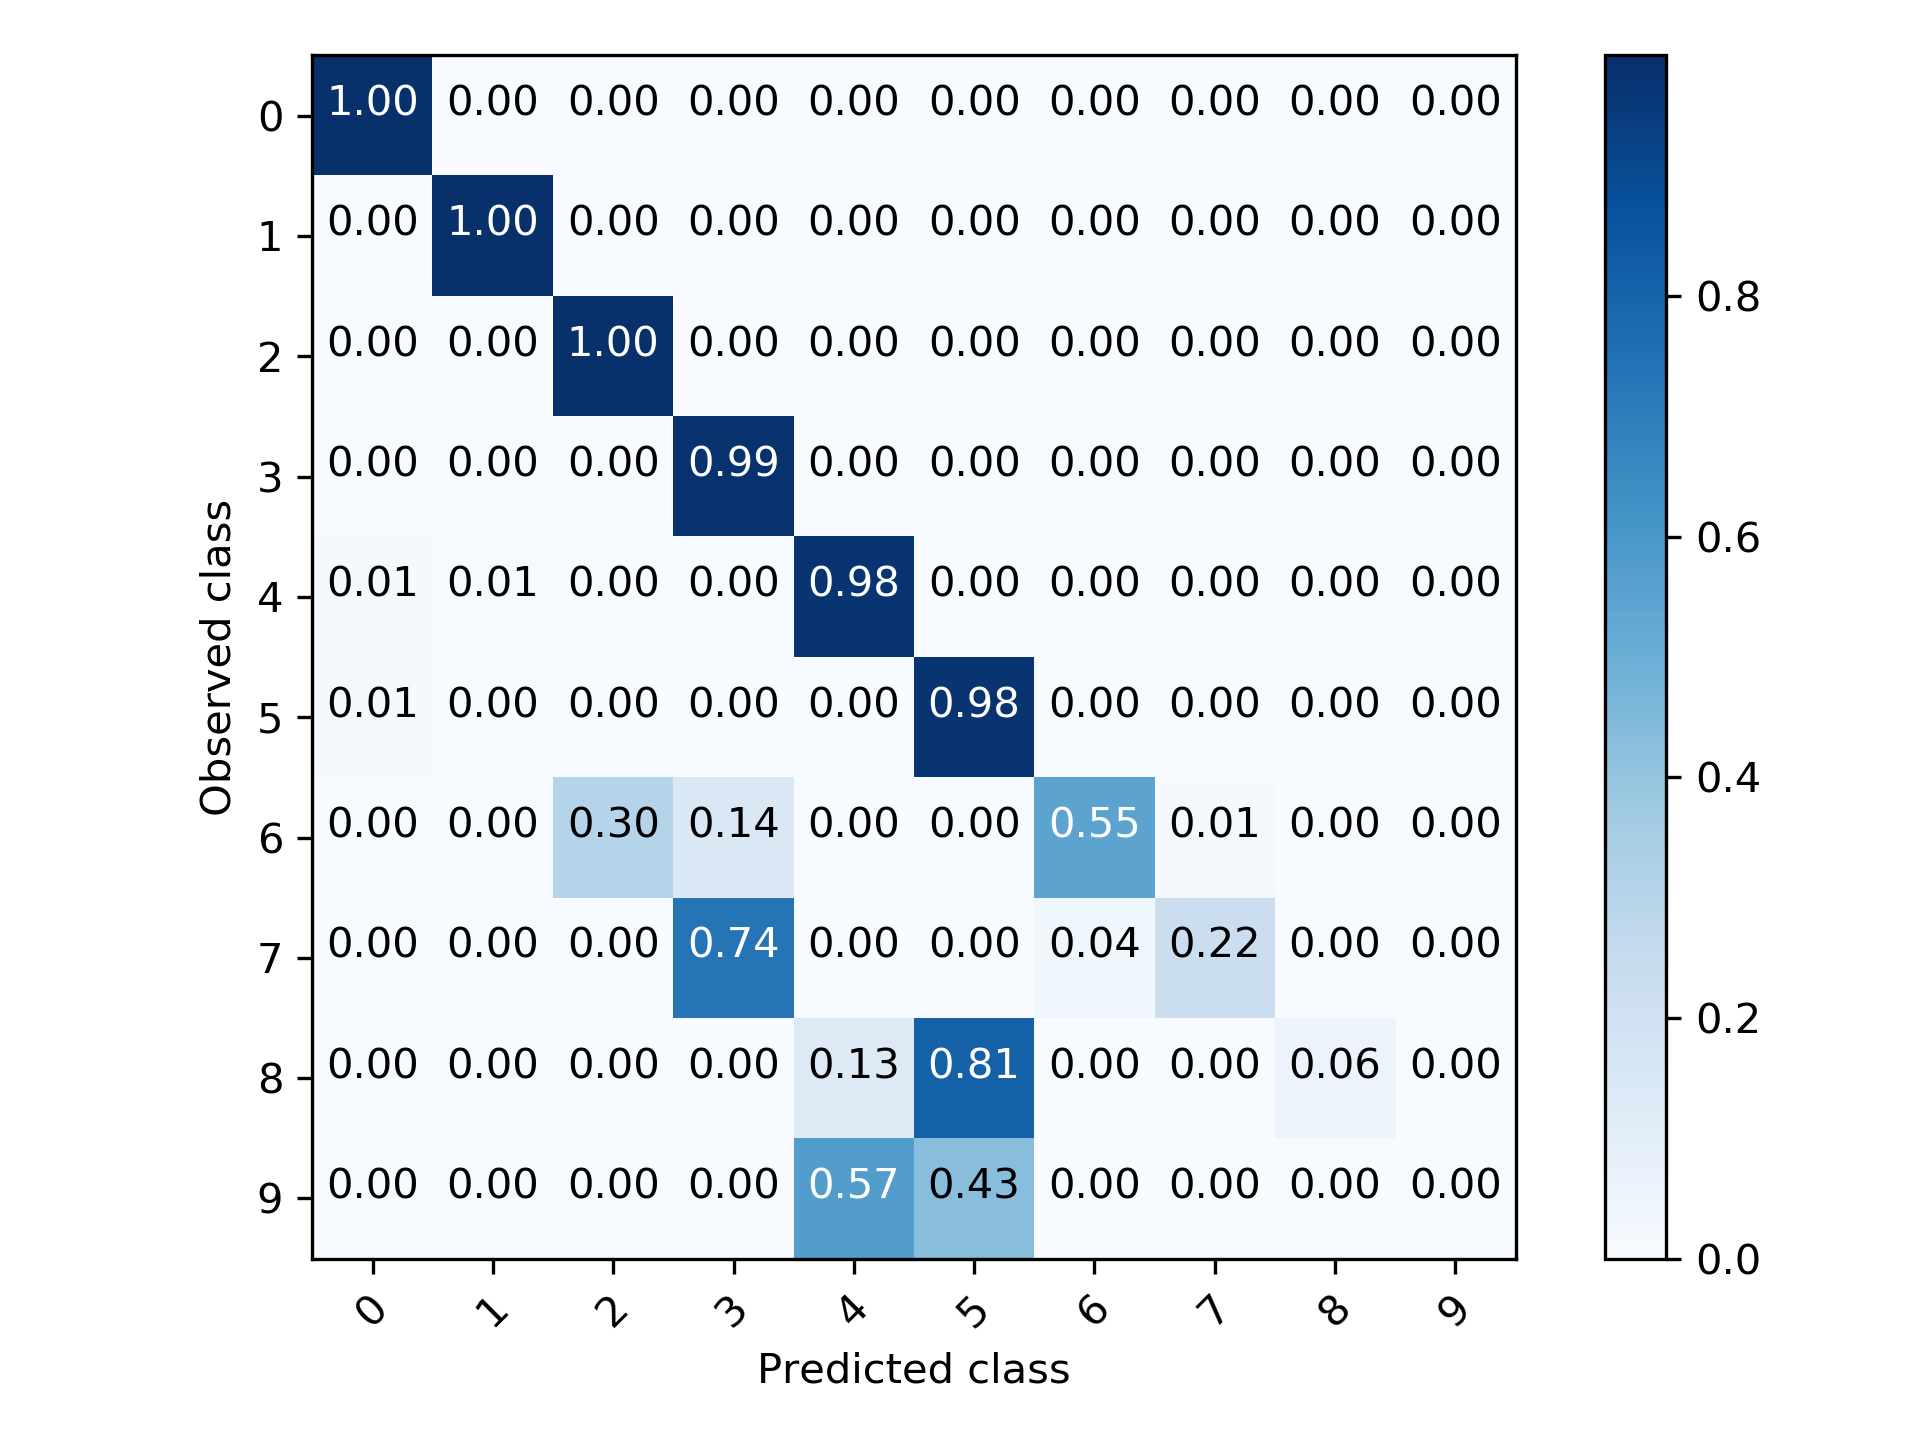 0 1.00 0.00 0.00 0.00 0.00 0.00 0.00 0.00 0.00 0.00
1 0.00 1.00 0.00 0.00 0.00 0.00 0.00 0.00 0.00 0.00
2 0.00 0.00 1.00 0.00 0.00 0.00 0.00 0.00 0.00 0.00
3 0.00 0.00 0.00 0.99 0.00 0.00 0.00 0.00 0.00 0.00
4 0.01 0.01 0.00 0.00 0.98 0.00 0.00 0.00 0.00 0.00
5 0.01 0.00 0.00 0.00 0.00 0.98 0.00 0.00 0.00 0.00
6 0.00 0.00 0.30 0.14 0.00 0.00 0.55 0.01 0.00 0.00
7 0.00 0.00 0.00 0.74 0.00 0.00 0.04 0.22 0.00 0.00
8 0.00 0.00 0.00 0.00 0.13 0.81 0.00 0.00 0.06 0.00
9 0.00 0.00 0.00 0.00 0.57 0.43 0.00 0.00 0.00 0.00
0 1 2 3 4 5 6 7 8 9
Predicted class
Observed class
0.8
0.6
0.4
0.2
0.0